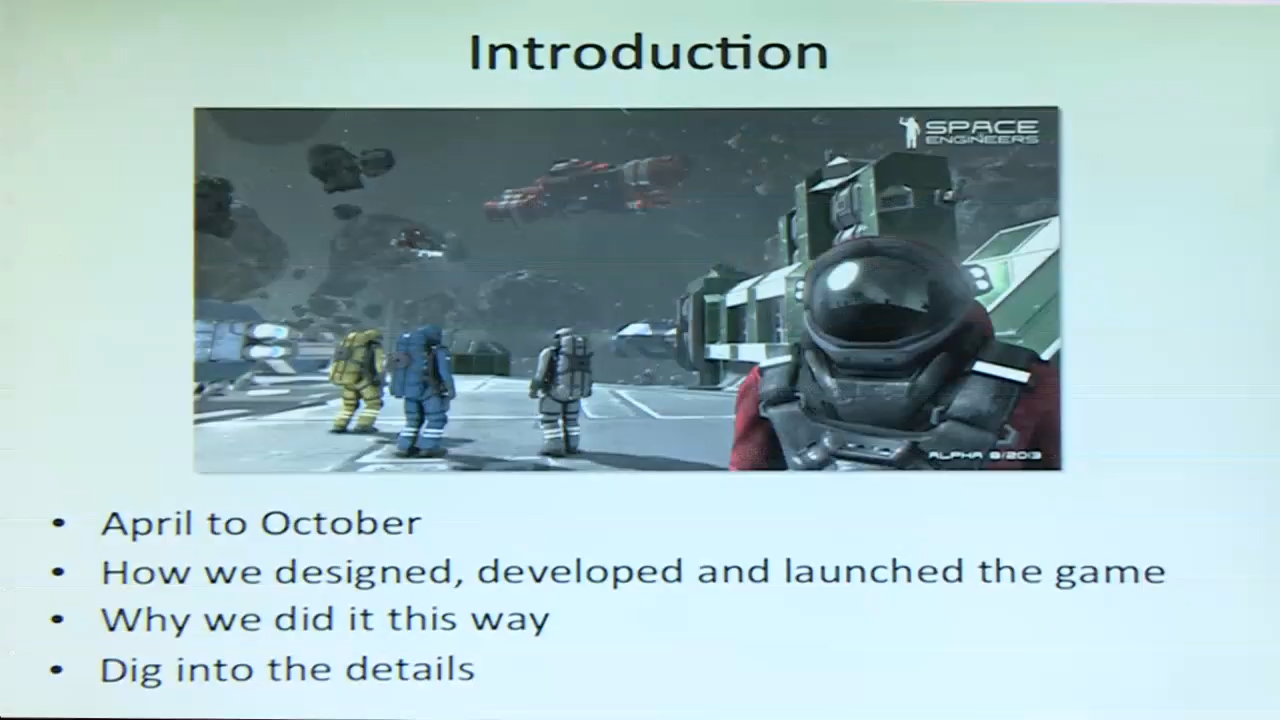 Introduction
SPACE
ENGINEERS
ALPHA 8/2013
• April to October
• How we designed, developed and launched the game
• Why we did it this way
• Dig into the details